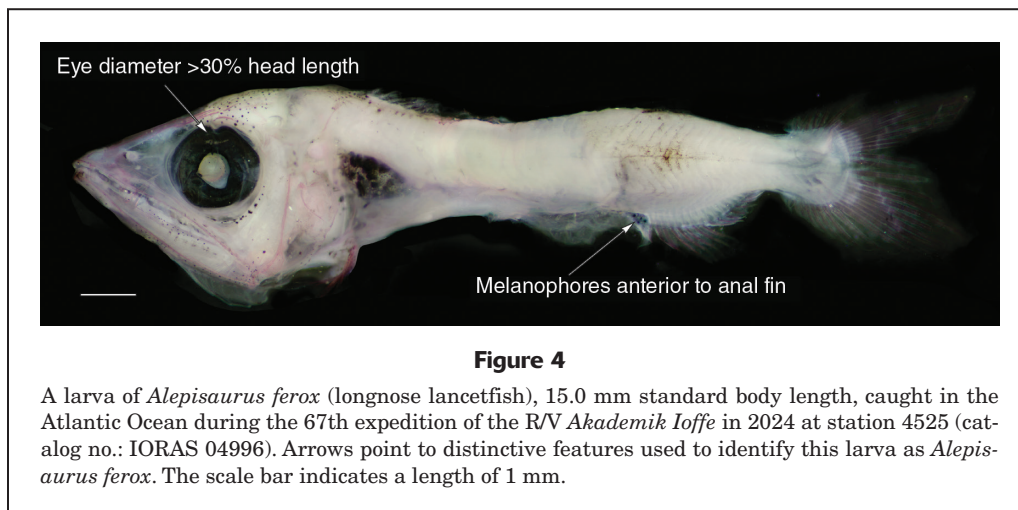 Eye diameter >30% head length
Melanophores anterior to anal fin
Figure 4
A larva of Alepisaurus ferox (longnose lancetfish), 15.0 mm standard body length, caught in the
Atlantic Ocean during the 67th expedition of the R/V Akademik Ioffe in 2024 at station 4525 (cat-
alog no.: IORAS 04996). Arrows point to distinctive features used to identify this larva as Alepis-
aurus ferox. The scale bar indicates a length of 1 mm.